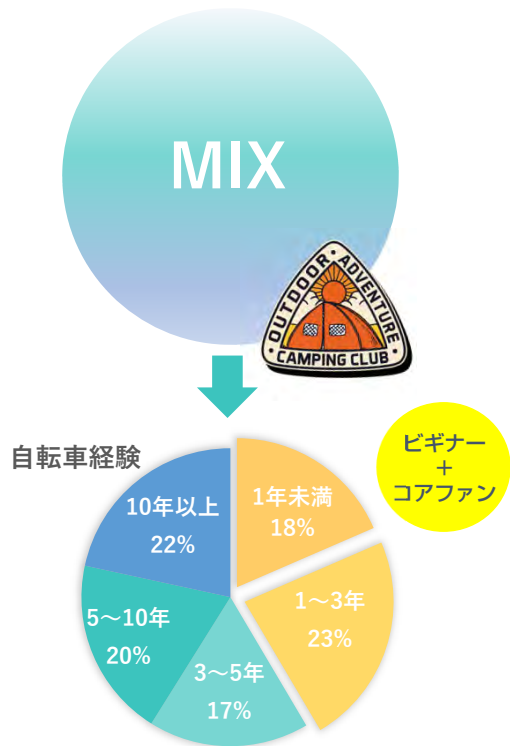 MIX
OUTDOOR・ADVENTURE
・CAMPING CLUB・
自転車経験
ビギナー
+
コアファン
1年未満
18%
1～3年
23%
3～5年
17%
5～10年
20%
10年以上
22%